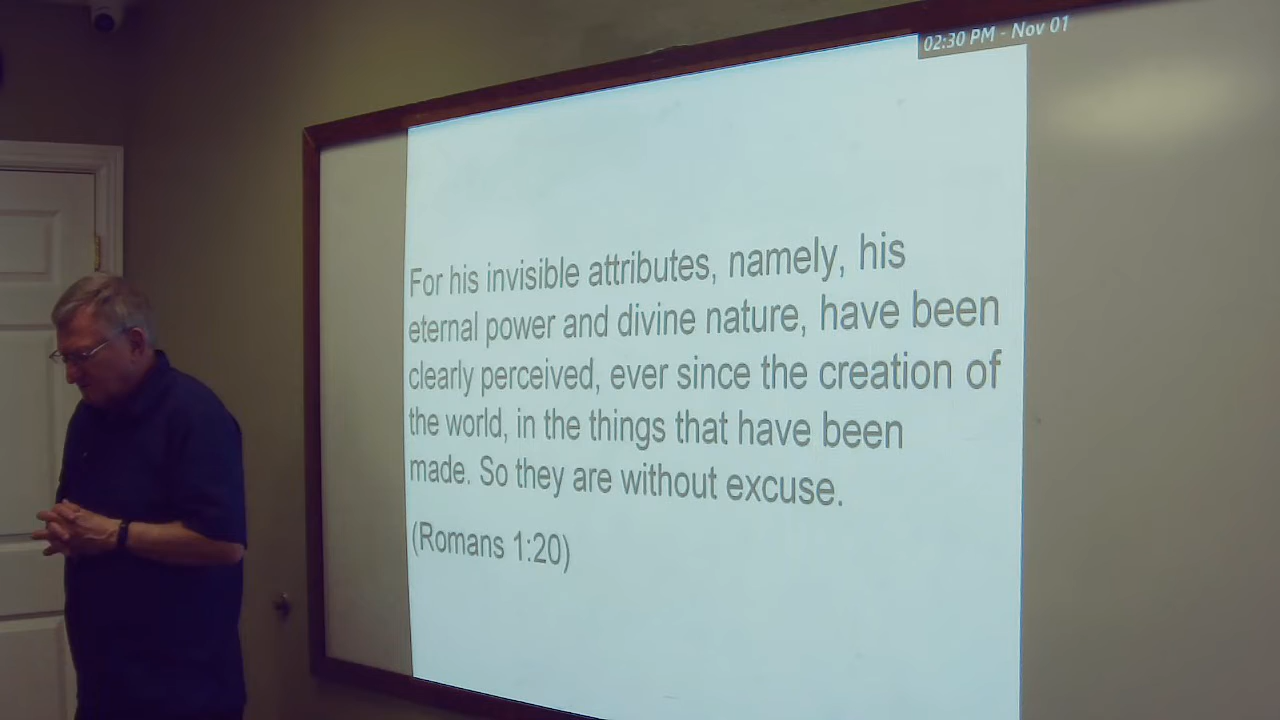 02:30 PM - Nov 01
For his invisible attributes, namely, his
eternal power and divine nature, have been
clearly perceived, ever since the creation of
the world, in the things that have been
made. So they are without excuse.
(Romans 1:20)